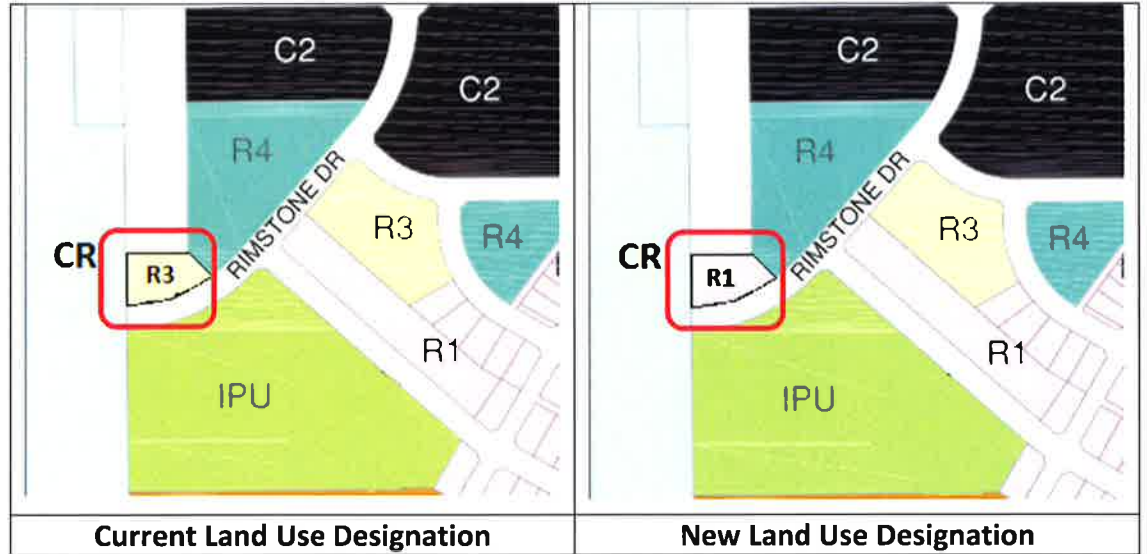 C2
C2
R4
RIMSTONE DR
R3
R4
CR
R3
R1
IPU
Current Land Use Designation
C2
C2
R4
RIMSTONE DR
R3
R4
CR
R1
R1
IPU
New Land Use Designation